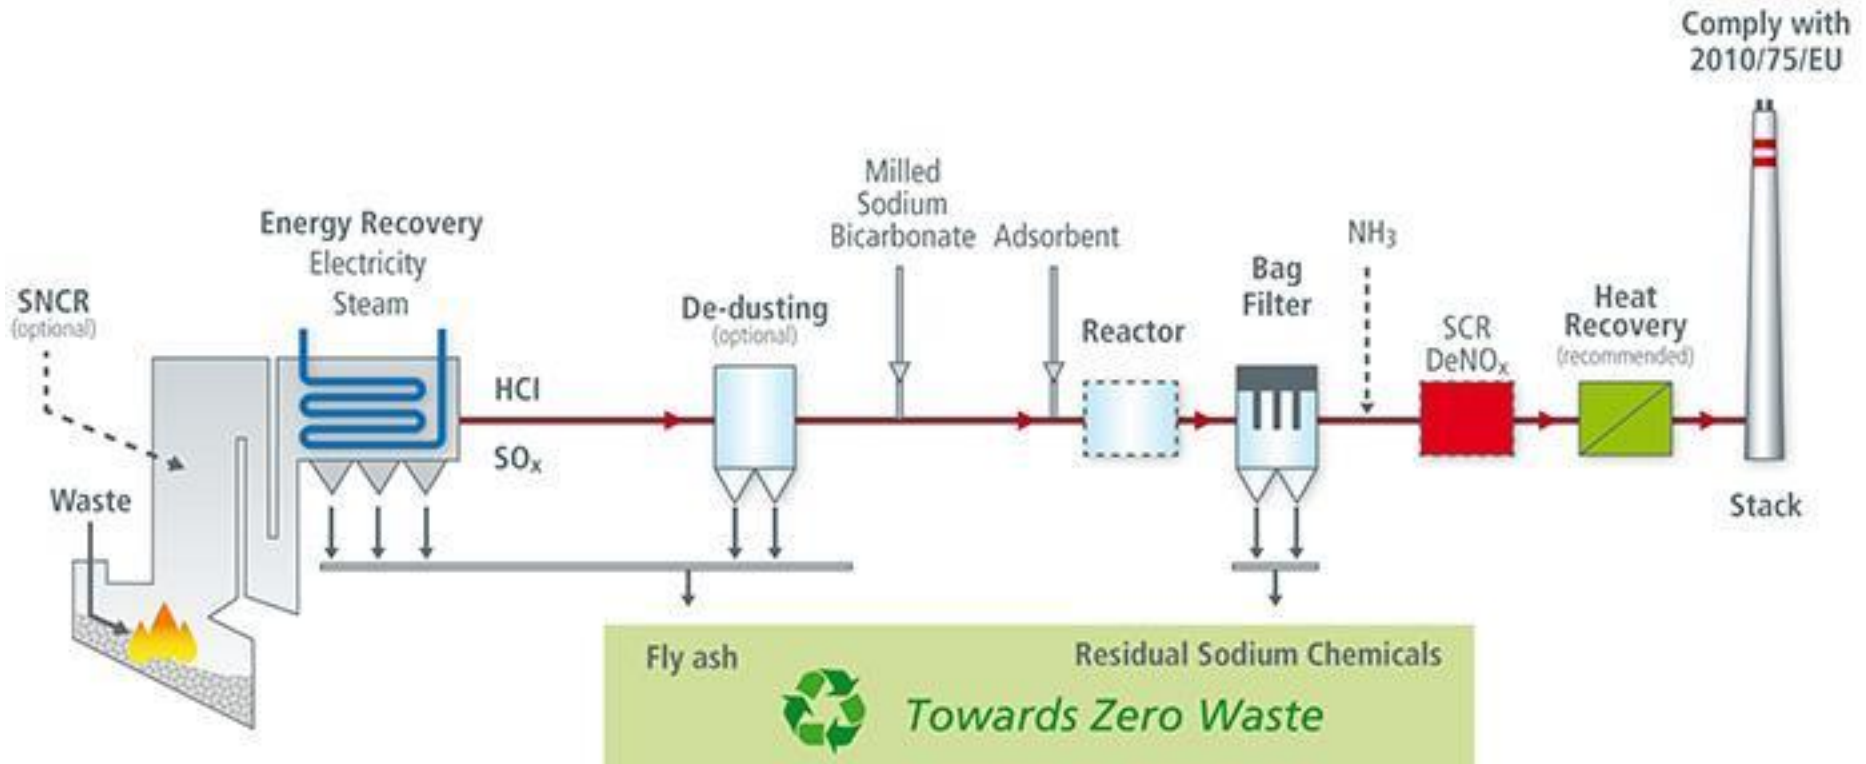 Comply with
2010/75/EU
Milled
Sodium
Bicarbonate
Adsorbent
NH₃
Energy Recovery
Electricity
Steam
SNCR
(optional)
De-dusting
(optional)
Reactor
Bag
Filter
SCR
DeNOₓ
Heat
Recovery
(recommended)
HCl
SOₓ
Waste
Stack
Fly ash
Residual Sodium Chemicals
Towards Zero Waste